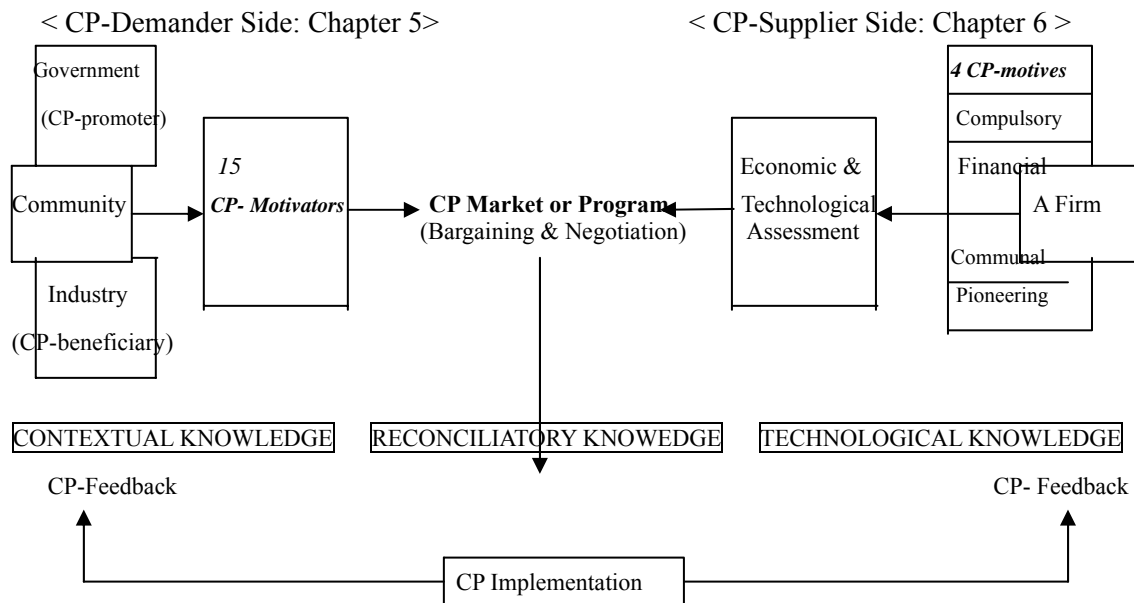 < CP-Demander Side: Chapter 5>
< CP-Supplier Side: Chapter 6 >
Government
(CP-promoter)
Community
Industry
(CP-beneficiary)
15
CP- Motivators
CP Market or Program
(Bargaining & Negotiation)
Economic &
Technological
Assessment
4 CP-motives
Compulsory
Financial
Communal
Pioneering
A Firm
CONTEXTUAL KNOWLEDGE
RECONCILIATORY KNOWEDGE
TECHNOLOGICAL KNOWLEDGE
CP-Feedback
CP- Feedback
CP Implementation